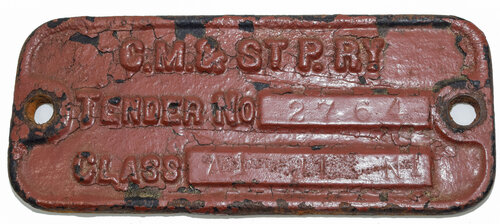 C.M.& ST P. RY
TENDER NO 2764
CLASS